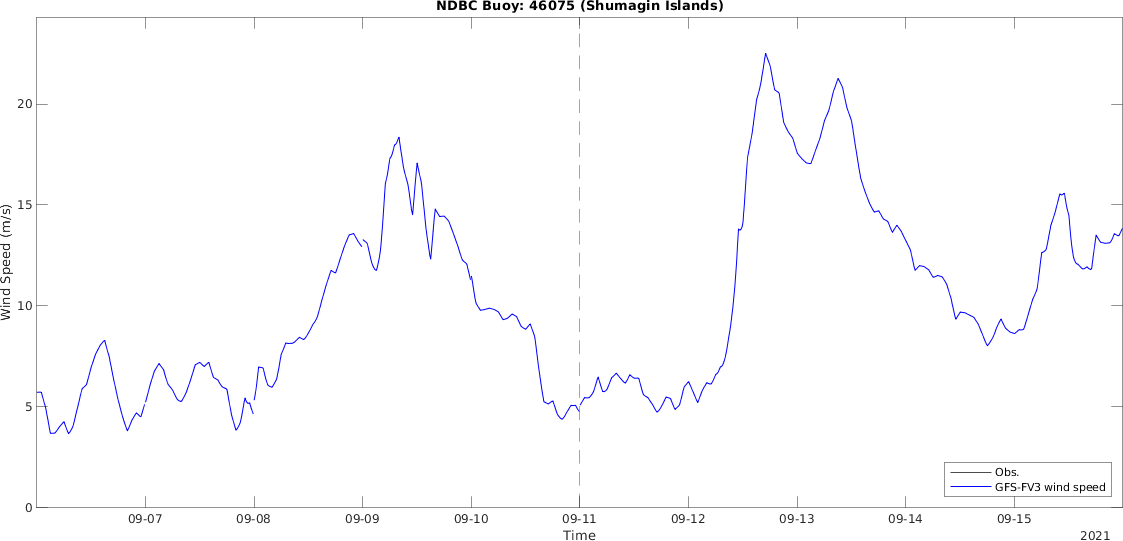 NDBC Buoy: 46075 (Shumagin Islands)
Wind Speed (m/s)
20
15
10
5
0
09-07 09-08 09-09 09-10 09-11 09-12 09-13 09-14 09-15
Time
2021
Obs.
GFS-FV3 wind speed